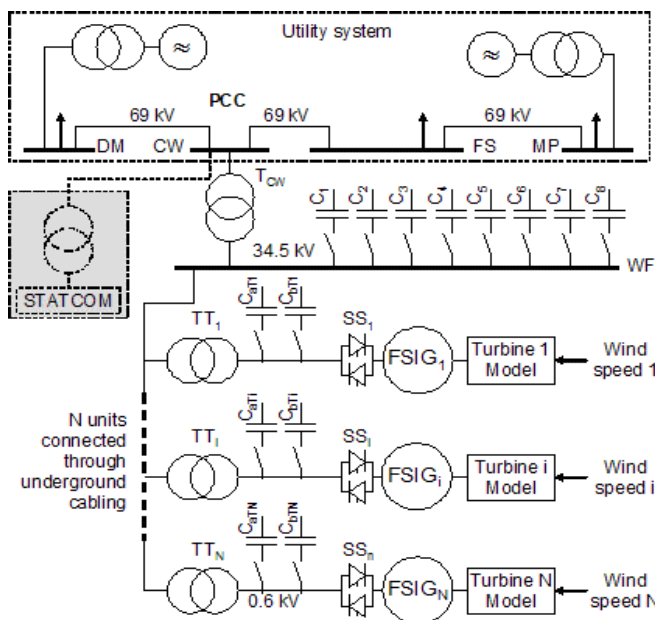 Utility system
≈
≈
PCC
69 kV
69 kV
69 kV
DM
CW
FS
MP
T_CW
C_1
C_2
C_3
C_4
C_5
C_6
C_7
C_8
34.5 kV
WF
STATCOM
TT_1
C_aT1
C_bT1
SS_1
FSIG_1
Turbine 1
Model
Wind
speed 1
N units
connected
through
underground
cabling
TT_i
C_aTi
C_bTi
SS_i
FSIG_i
Turbine i
Model
Wind
speed i
TT_N
C_aTN
C_bTN
SS_n
FSIG_N
Turbine N
Model
Wind
speed N
0.6 kV